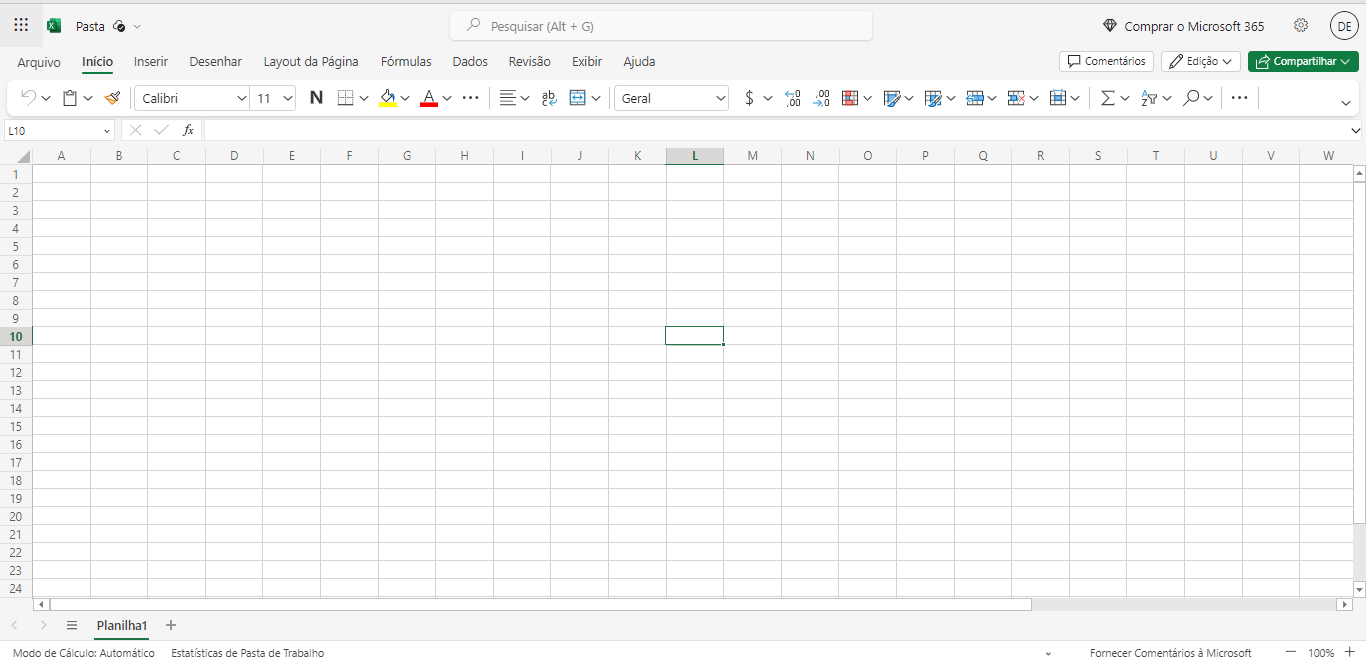 Pasta
Pesquisar (Alt + G)
Comprar o Microsoft 365
DE
Arquivo Início Inserir Desenhar Layout da Página Fórmulas Dados Revisão Exibir Ajuda
Comentários Edição Compartilhar
Calibri 11 N A ab Geral $ ,00 ,00
L10 fx
A B C D E F G H I J K L M N O P Q R S T U V W
1
2
3
4
5
6
7
8
9
10
11
12
13
14
15
16
17
18
19
20
21
22
23
24
Planilha1
Modo de Cálculo: Automático Estatísticas de Pasta de Trabalho Fornecer Comentários à Microsoft 100%